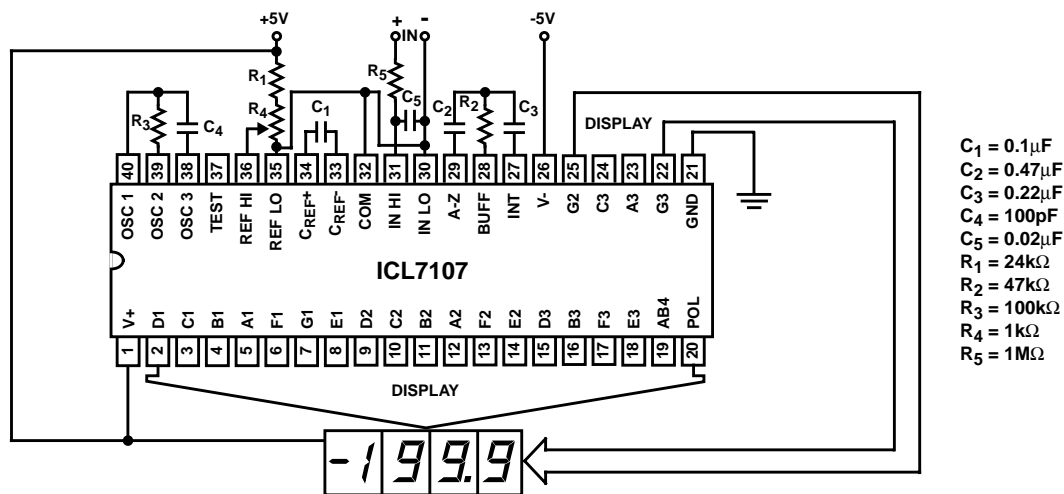 +5V
+
IN
-
-5V
R1
R5
C5
R4
C1
R3
C4
C2
R2
C3
DISPLAY
40
39
38
37
36
35
34
33
32
31
30
29
28
27
26
25
24
23
22
21
OSC 1
OSC 2
OSC 3
TEST
REF HI
REF LO
CREF+
CREF-
COM
IN HI
IN LO
A-Z
BUFF
INT
V-
G2
C3
A3
G3
GND
ICL7107
V+
D1
C1
B1
A1
F1
G1
E1
D2
C2
B2
A2
F2
E2
D3
B3
F3
E3
AB4
POL
1
2
3
4
5
6
7
8
9
10
11
12
13
14
15
16
17
18
19
20
DISPLAY
-199.9
C1 = 0.1μF
C2 = 0.47μF
C3 = 0.22μF
C4 = 100pF
C5 = 0.02μF
R1 = 24kΩ
R2 = 47kΩ
R3 = 100kΩ
R4 = 1kΩ
R5 = 1MΩ